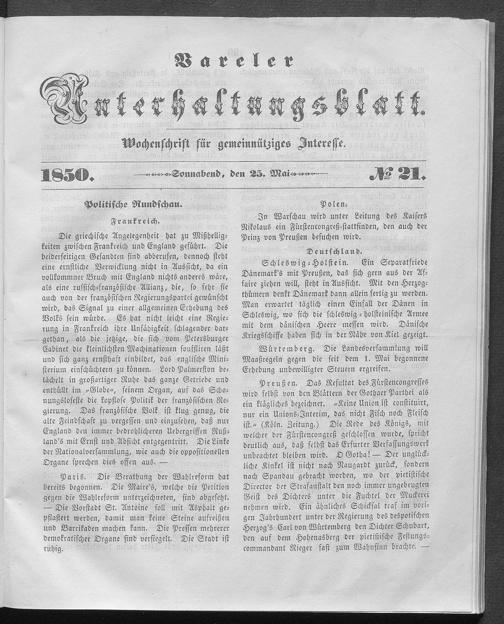 Vareler
Unterhaltungsblatt.
Wochenschrift für gemeinnütziges Interesse.
1850. Sonnabend, den 25. Mai № 21.
Politische Rundschau.
Frankreich.
Die griechische Angelegenheit hat zu Mißhellig-
keiten zwischen Frankreich und England geführt. Die
beiderseitigen Gesandten sind abberufen, dennoch steht
eine ernstliche Verwicklung nicht in Aussicht, da ein
vollkommner Bruch mit England nichts anders wäre,
als eine russisch-französische Allianz, die, so sehr sie
auch von der französischen Regierungspartei gewünscht
wird, das Signal zu einer allgemeinen Erhebung des
Volks sein würde. Es hat nicht leicht eine Regie-
rung in Frankreich ihre Unfähigkeit schlagender dar-
gethan, als die jetzige, die sich vom Petersburger
Cabinet die kleinlichsten Machinationen souffliren läßt
und sich ganz ernsthaft einbildet, das englische Mini-
sterium einschüchtern zu können. Lord Palmerston be-
lächelt in großartiger Ruhe das ganz Getriebe und
enthüllt im »Globe«, seinem Organ, auf das Scho-
nungsloseste die kopflose Politik der französischen Re-
gierung. Das französische Volk ist klug genug, die
alte Feindschaft zu vergessen und einzusehen, daß nur
England den immer bedrohlicheren Uebergriffen Ruß-
land's mit Ernst und Absicht entgegentritt. Die Linke
der Nationalversammlung, wie auch die oppositionellen
Organe sprechen dies offen aus. —
Paris. Die Berathung der Wahlreform hat
bereits begonnen. Die Maire's, welche die Petition
gegen die Wahlreform unterzeichneten, sind abgesetzt.
— Die Vorstadt St. Antoine soll mit Asphalt ge-
pflastert werden, damit man keine Steine aufreißen
und Barrikaden machen kann. Die Pressen mehrerer
demokratischer Organe sind versiegelt. Die Stadt ist
ruhig.
Polen.
In Warschau wird unter Leitung des Kaisers
Nikolaus ein Fürstencongreß stattfinden, den auch der
Prinz von Preußen besuchen wird.
Deutschland.
Schleswig-Holstein. Ein Separatfriede
Dänemark's mit Preußen, das sich gern aus der Af-
faire ziehen will, steht in Aussicht. Mit den Herzog-
thümern denkt Dänemark dann allein fertig zu werden.
Man erwartet täglich einen Einfall der Dänen in
Schleswig, wo sich die schleswig-holsteinische Armee
mit dem dänischen Heere messen wird. Dänische
Kriegsschiffe haben sich in der Nähe von Kiel gezeigt.
Würtemberg. Die Landesversammlung will
Maaßregeln gegen die seit dem 1. Mai begonnene
Erhebung unbewilligter Steuern ergreifen.
Preußen. Das Resultat des Fürstencongresses
wird selbst von den Blättern der Gothaer Parthei als
ein klägliches bezeichnet. »Keine Union ist constituirt,
nur ein Unions-Interim, das nicht Fisch noch Fleisch
ist.« (Köln. Zeitung.) Die Rede des Königs, mit
welcher der Fürstencongreß geschlossen wurde, spricht
deutlich aus, daß selbst das Erfurter Verfassungswerk
noch einer Umänderung bedürfe. O Gotha! — Der unglück-
liche Kinkel ist nicht nach Naugardt zurück, sondern
nach Spandau gebracht worden, wo der pietistische
Director der Strafanstalt den noch immer ungebeugten
Geist des Dichters unter die Fuchtel der Muckerei
nehmen wird. Ein ähnliches Schicksal traf im vori-
gen Jahrhundert unter der Regierung des despotischen
Herzog's Carl von Würtemberg den Dichter Schubart,
den auf dem Hohenasberg der pietistische Festungs-
commandant Rieger fast zum Wahnsinn brachte. —